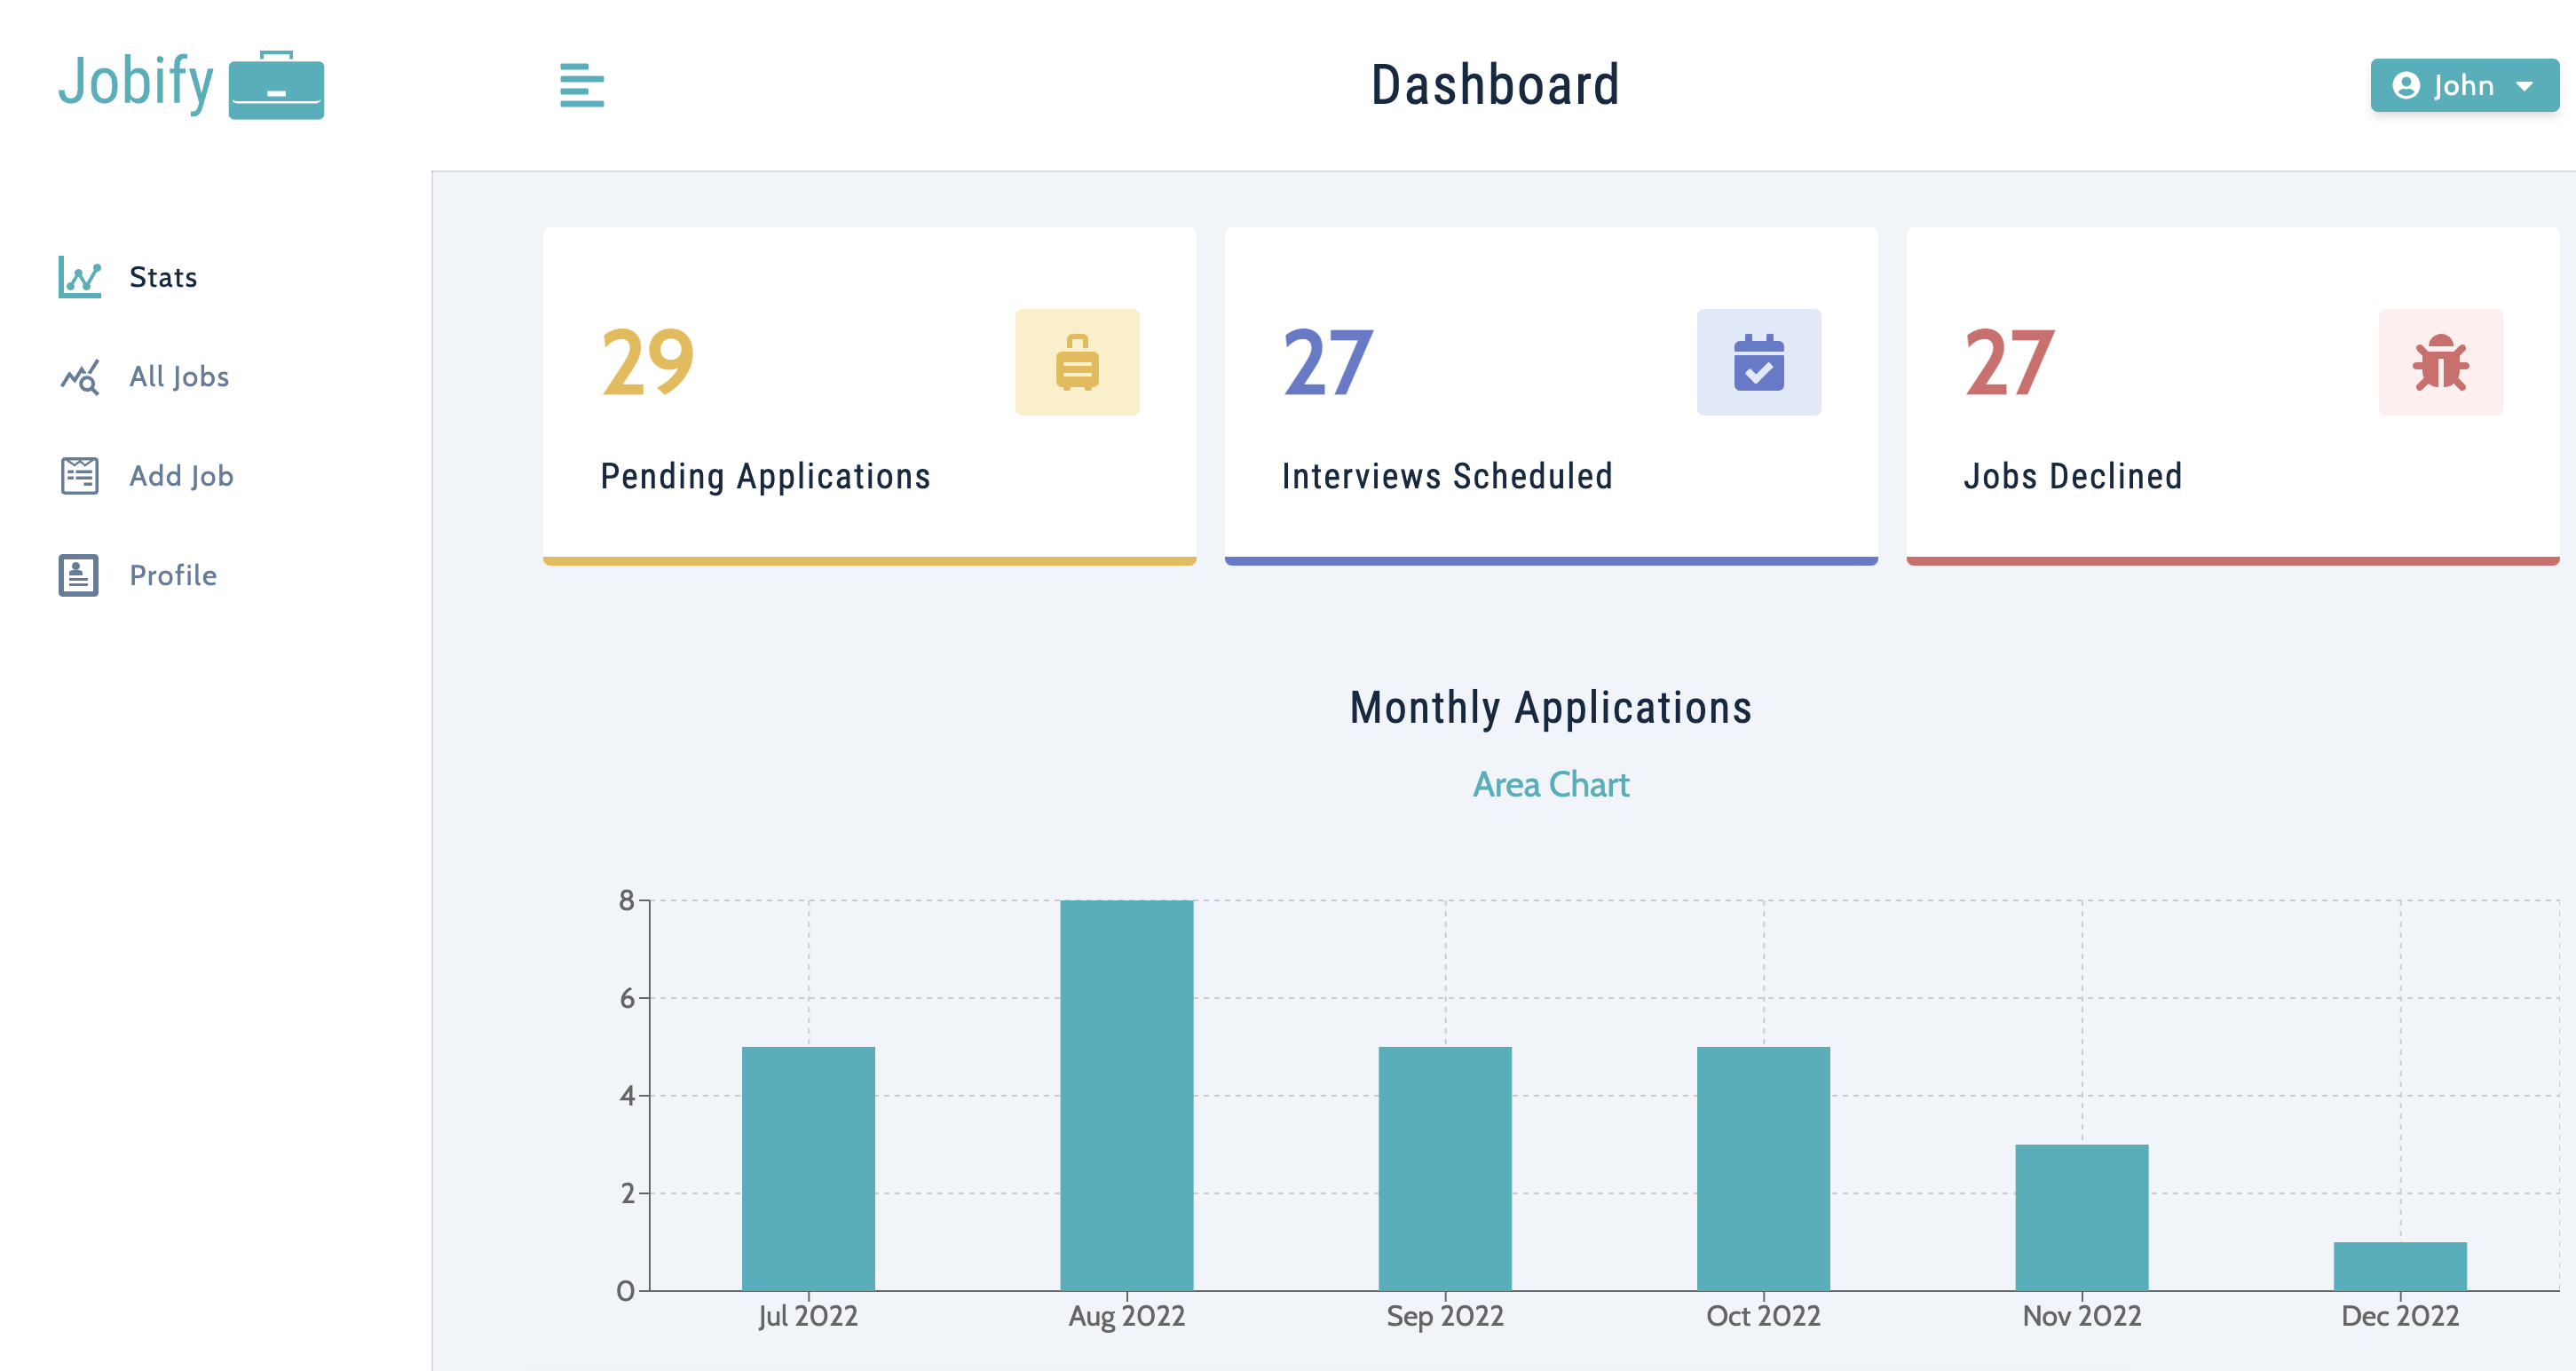 Jobify
Dashboard
John
Stats
All Jobs
Add Job
Profile
29
Pending Applications
27
Interviews Scheduled
27
Jobs Declined
Monthly Applications
Area Chart
8
6
4
2
0
Jul 2022 Aug 2022 Sep 2022 Oct 2022 Nov 2022 Dec 2022